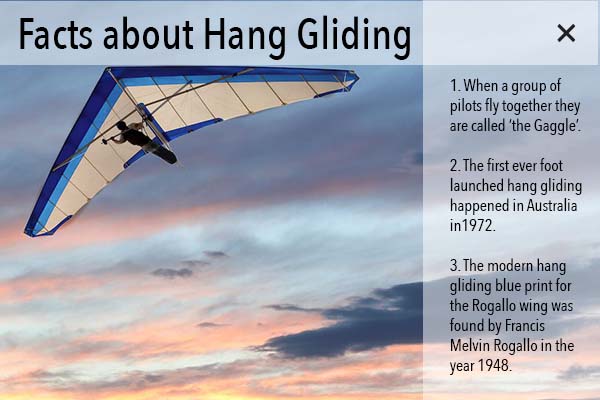 Facts about Hang Gliding
×
1. When a group of
pilots fly together they
are called ‘the Gaggle’.
2. The first ever foot
launched hang gliding
happened in Australia
in1972.
3. The modern hang
gliding blue print for
the Rogallo wing was
found by Francis
Melvin Rogallo in the
year 1948.